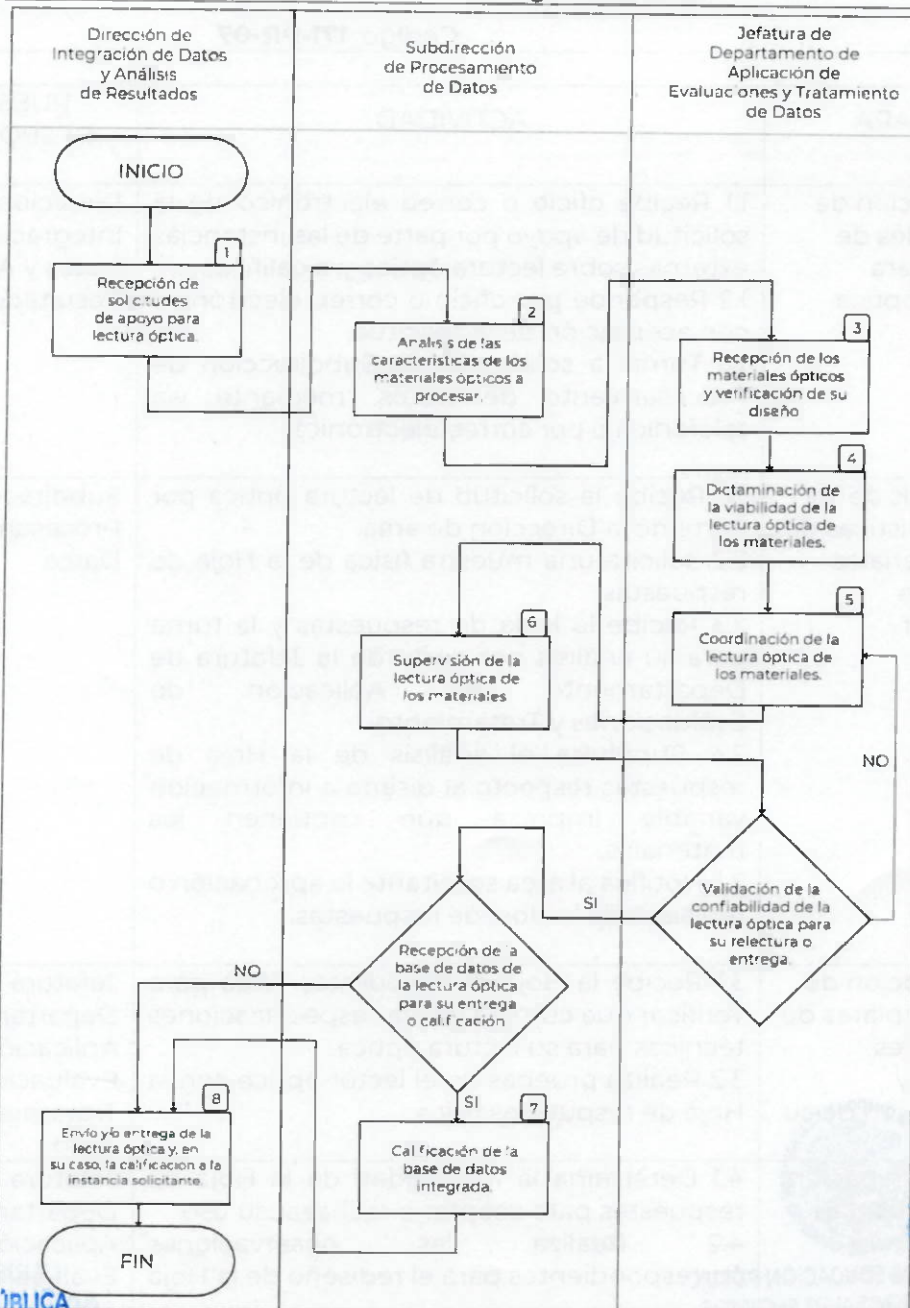 Dirección de
Integración de Datos
y Análisis
de Resultados
Subdirección
de Procesamiento
de Datos
Jefatura de
Departamento de
Aplicación de
Evaluaciones y Tratamiento
de Datos
INICIO
1
Recepción de
solicitudes
de apoyo para
lectura óptica.
2
Analisis de las
características de los
materiales ópticos a
procesar.
3
Recepción de los
materiales ópticos
y verificación de su
diseño
4
Dictaminación de
la viabilidad de la
lectura óptica de
los materiales.
5
Coordinación de la
lectura óptica de
los materiales.
6
Supervisión de la
lectura óptica de
los materiales
NO
Validación de la
confiabilidad de la
lectura óptica para
su relectura o
entrega
SI
Recepción de la
base de datos de
la lectura óptica
para su entrega
o calificación
NO
SI
7
Calificación de la
base de datos
integrada.
8
Envío y/o entrega de la
lectura óptica y, en
su caso, la calificación a la
instancia solicitante.
FIN
ÚBLICA